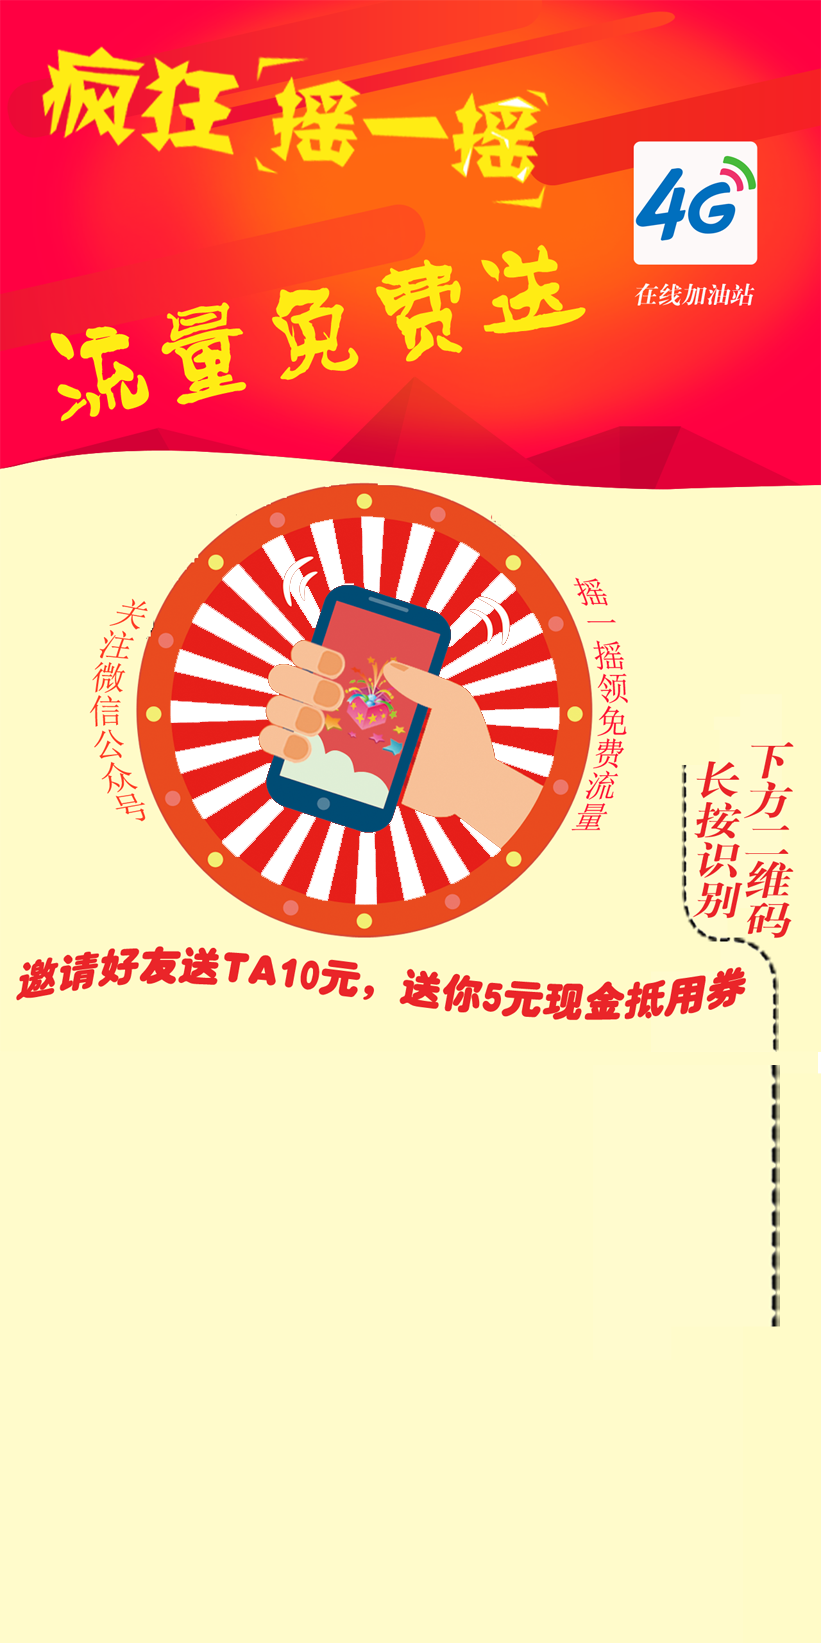 疯狂摇一摇
4G
在线加油站
流量免费送
关注微信公众号
摇一摇领免费流量
下方二维码
长按识别
邀请好友送TA10元，送你5元现金抵用券